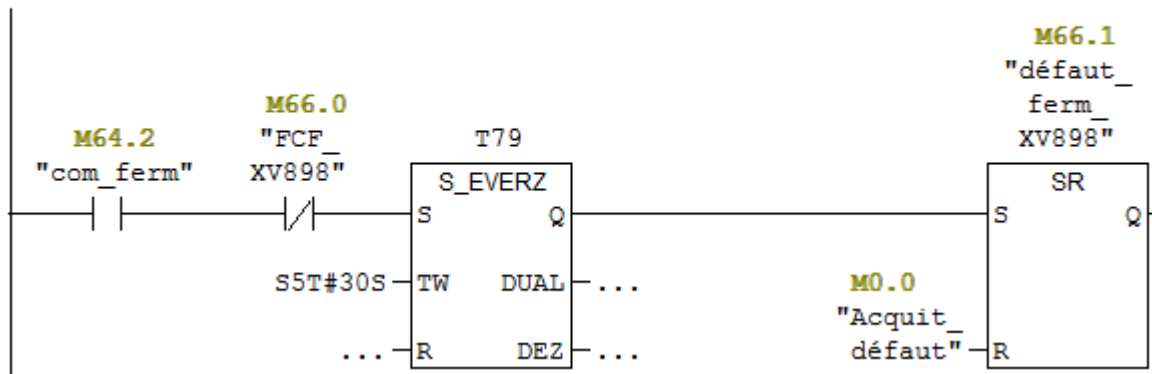 M66.1
"défaut_
ferm_
XV898"
M66.0
"FCF_
XV898"
M64.2
"com_ferm"
T79
S_EVERZ
SR
S
Q
S
Q
S5T#30S
TW
DUAL
...
M0.0
"Acquit_
défaut"
...
R
DEZ
...
R